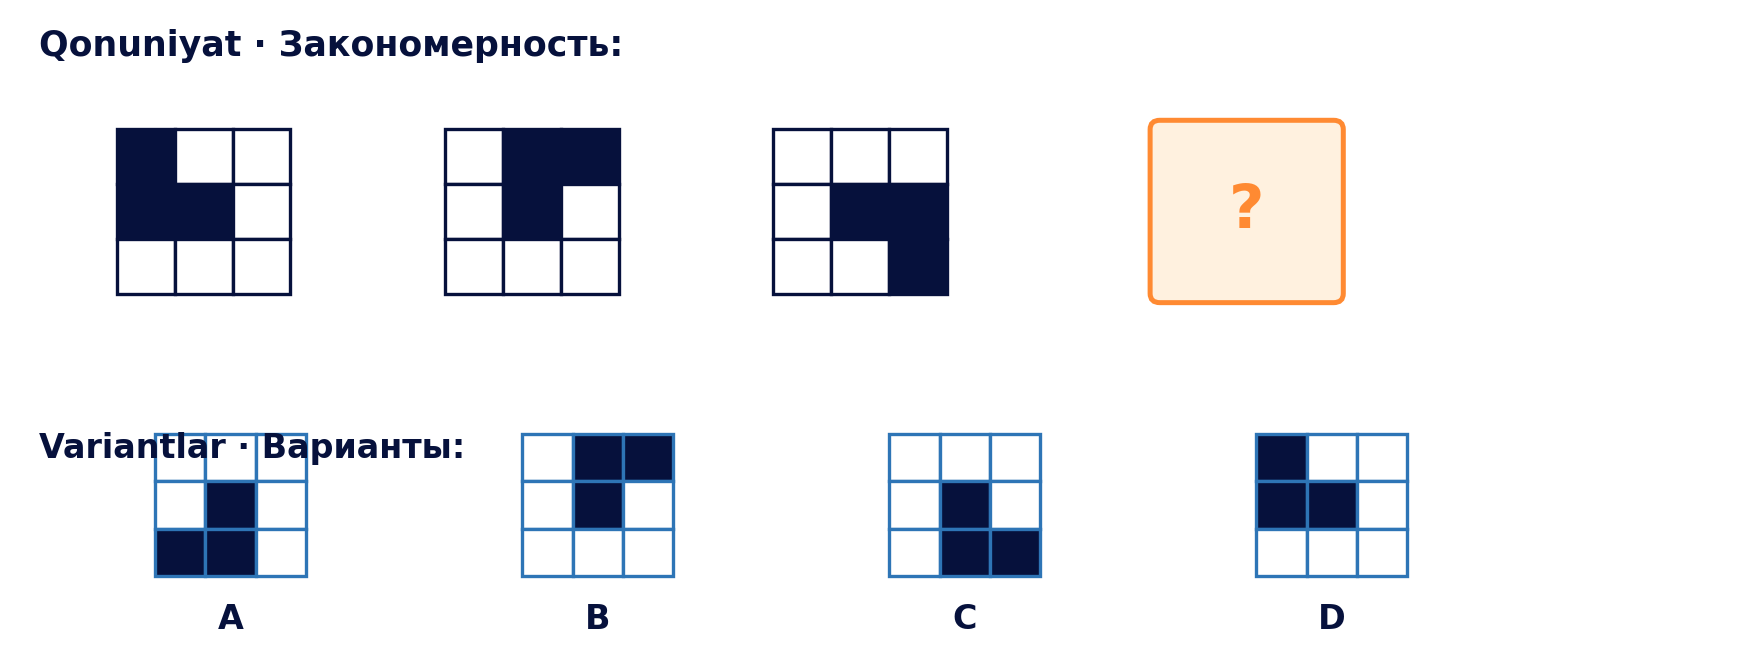 Qonuniyat · Закономерность:
?
Variantlar · Варианты:
A B C D